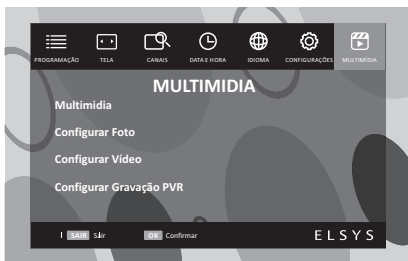 PROGRAMAÇÃO TELA CANAIS DATA E HORA IDIOMA CONFIGURAÇÕES MULTIMÍDIA
MULTIMIDIA
Multimidia
Configurar Foto
Configurar Vídeo
Configurar Gravação PVR
SAIR Sair OK Confirmar ELSYS